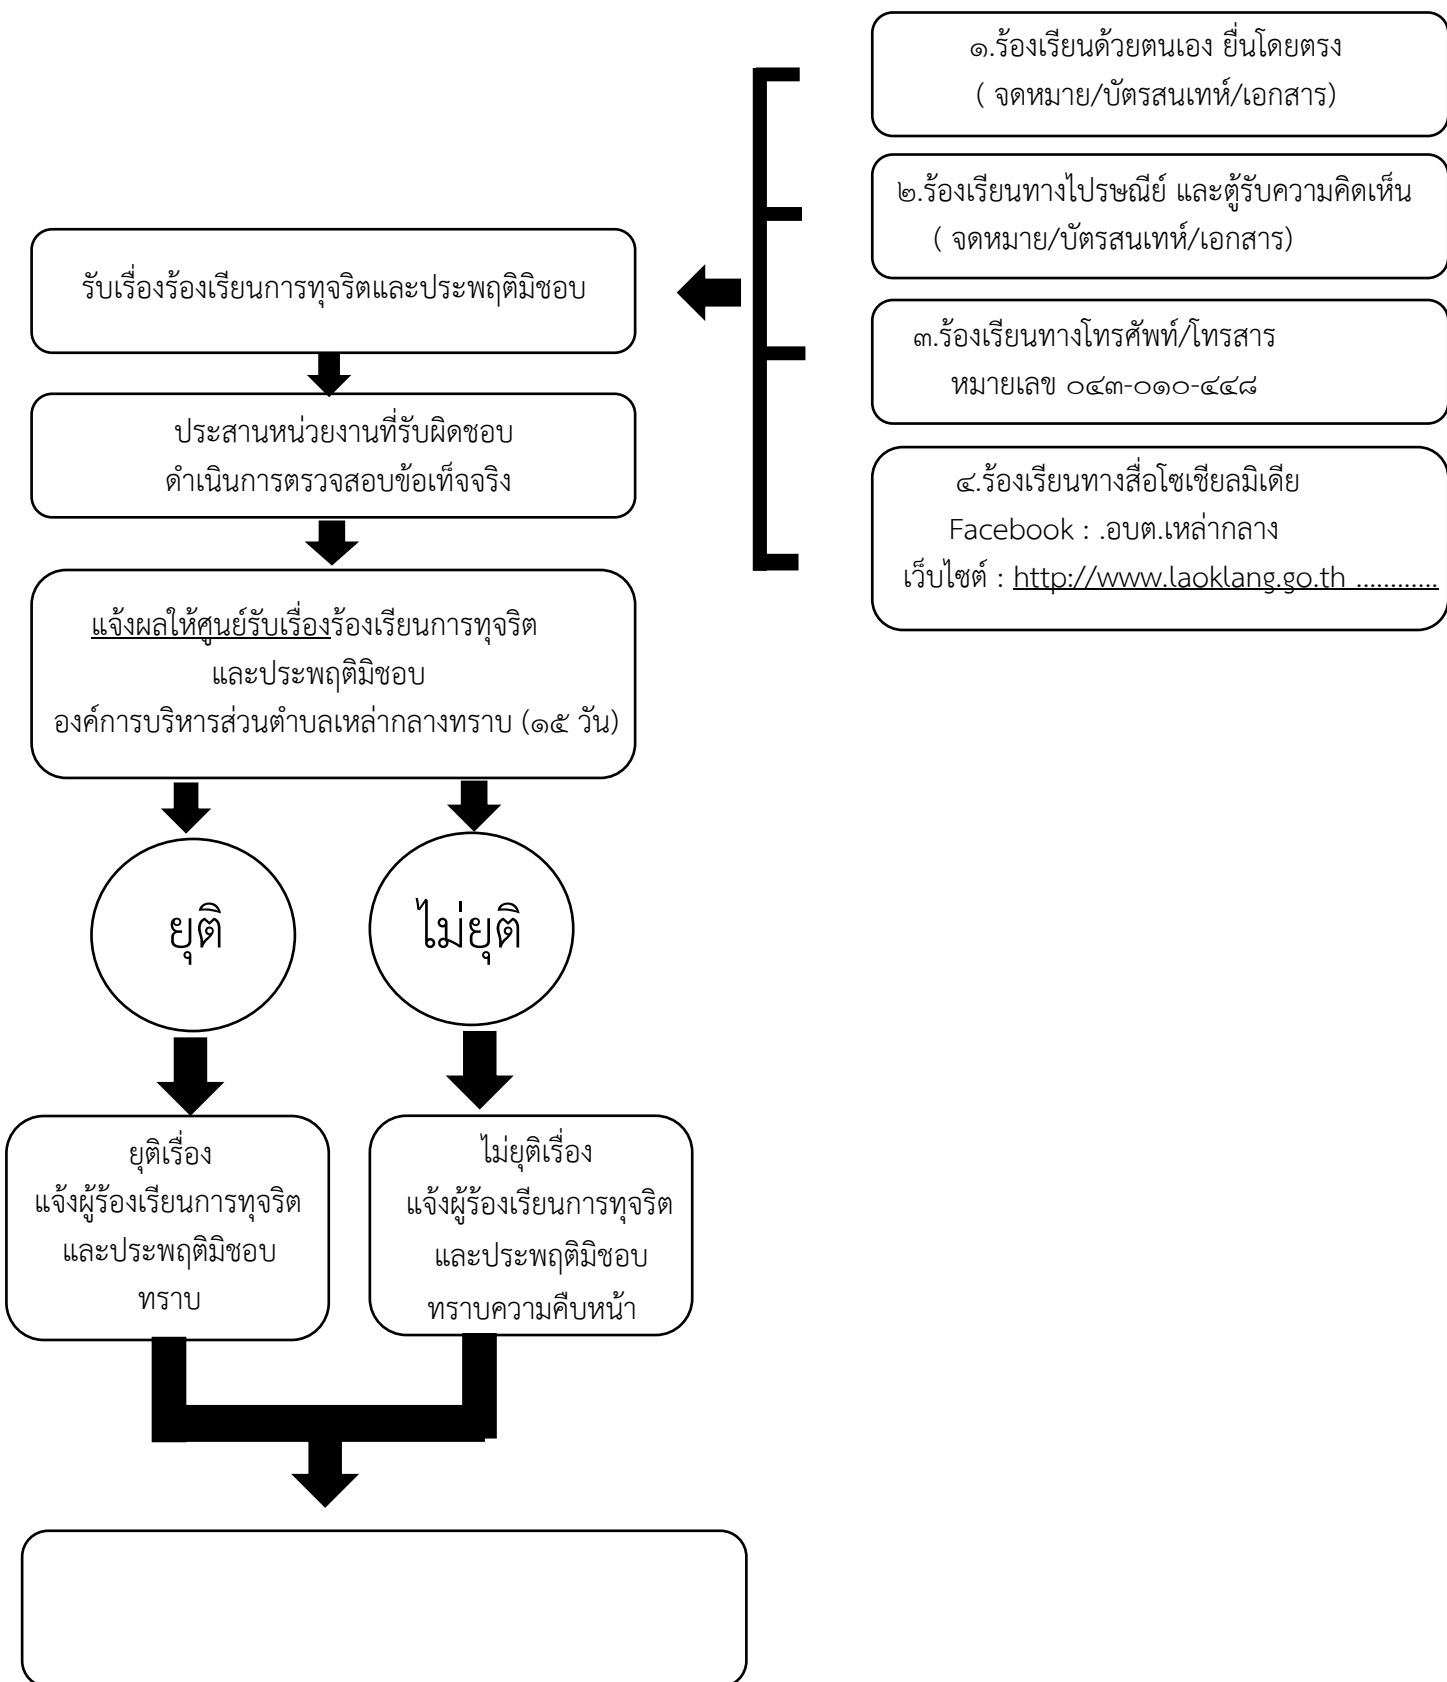 ๑.ร้องเรียนด้วยตนเอง ยื่นโดยตรง
( จดหมาย/บัตรสนเทห์/เอกสาร)
๒.ร้องเรียนทางไปรษณีย์ และตู้รับความคิดเห็น
( จดหมาย/บัตรสนเทห์/เอกสาร)
๓.ร้องเรียนทางโทรศัพท์/โทรสาร
หมายเลข ๐๔๓-๐๑๐-๔๔๘
๔.ร้องเรียนทางสื่อโซเชียลมิเดีย
Facebook : .อบต.เหล่ากลาง
เว็บไซต์ : http://www.laoklang.go.th ............
รับเรื่องร้องเรียนการทุจริตและประพฤติมิชอบ
ประสานหน่วยงานที่รับผิดชอบ
ดำเนินการตรวจสอบข้อเท็จจริง
แจ้งผลให้ศูนย์รับเรื่องร้องเรียนการทุจริต
และประพฤติมิชอบ
องค์การบริหารส่วนตำบลเหล่ากลางทราบ (๑๕ วัน)
ยุติ
ไม่ยุติ
ยุติเรื่อง
แจ้งผู้ร้องเรียนการทุจริต
และประพฤติมิชอบ
ทราบ
ไม่ยุติเรื่อง
แจ้งผู้ร้องเรียนการทุจริต
และประพฤติมิชอบ
ทราบความคืบหน้า